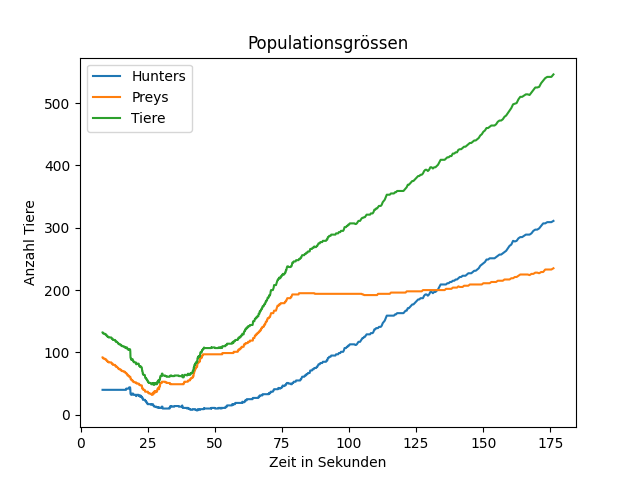 Populationsgrössen
Hunters
Preys
Tiere
Anzahl Tiere
500
400
300
200
100
0
0 25 50 75 100 125 150 175
Zeit in Sekunden